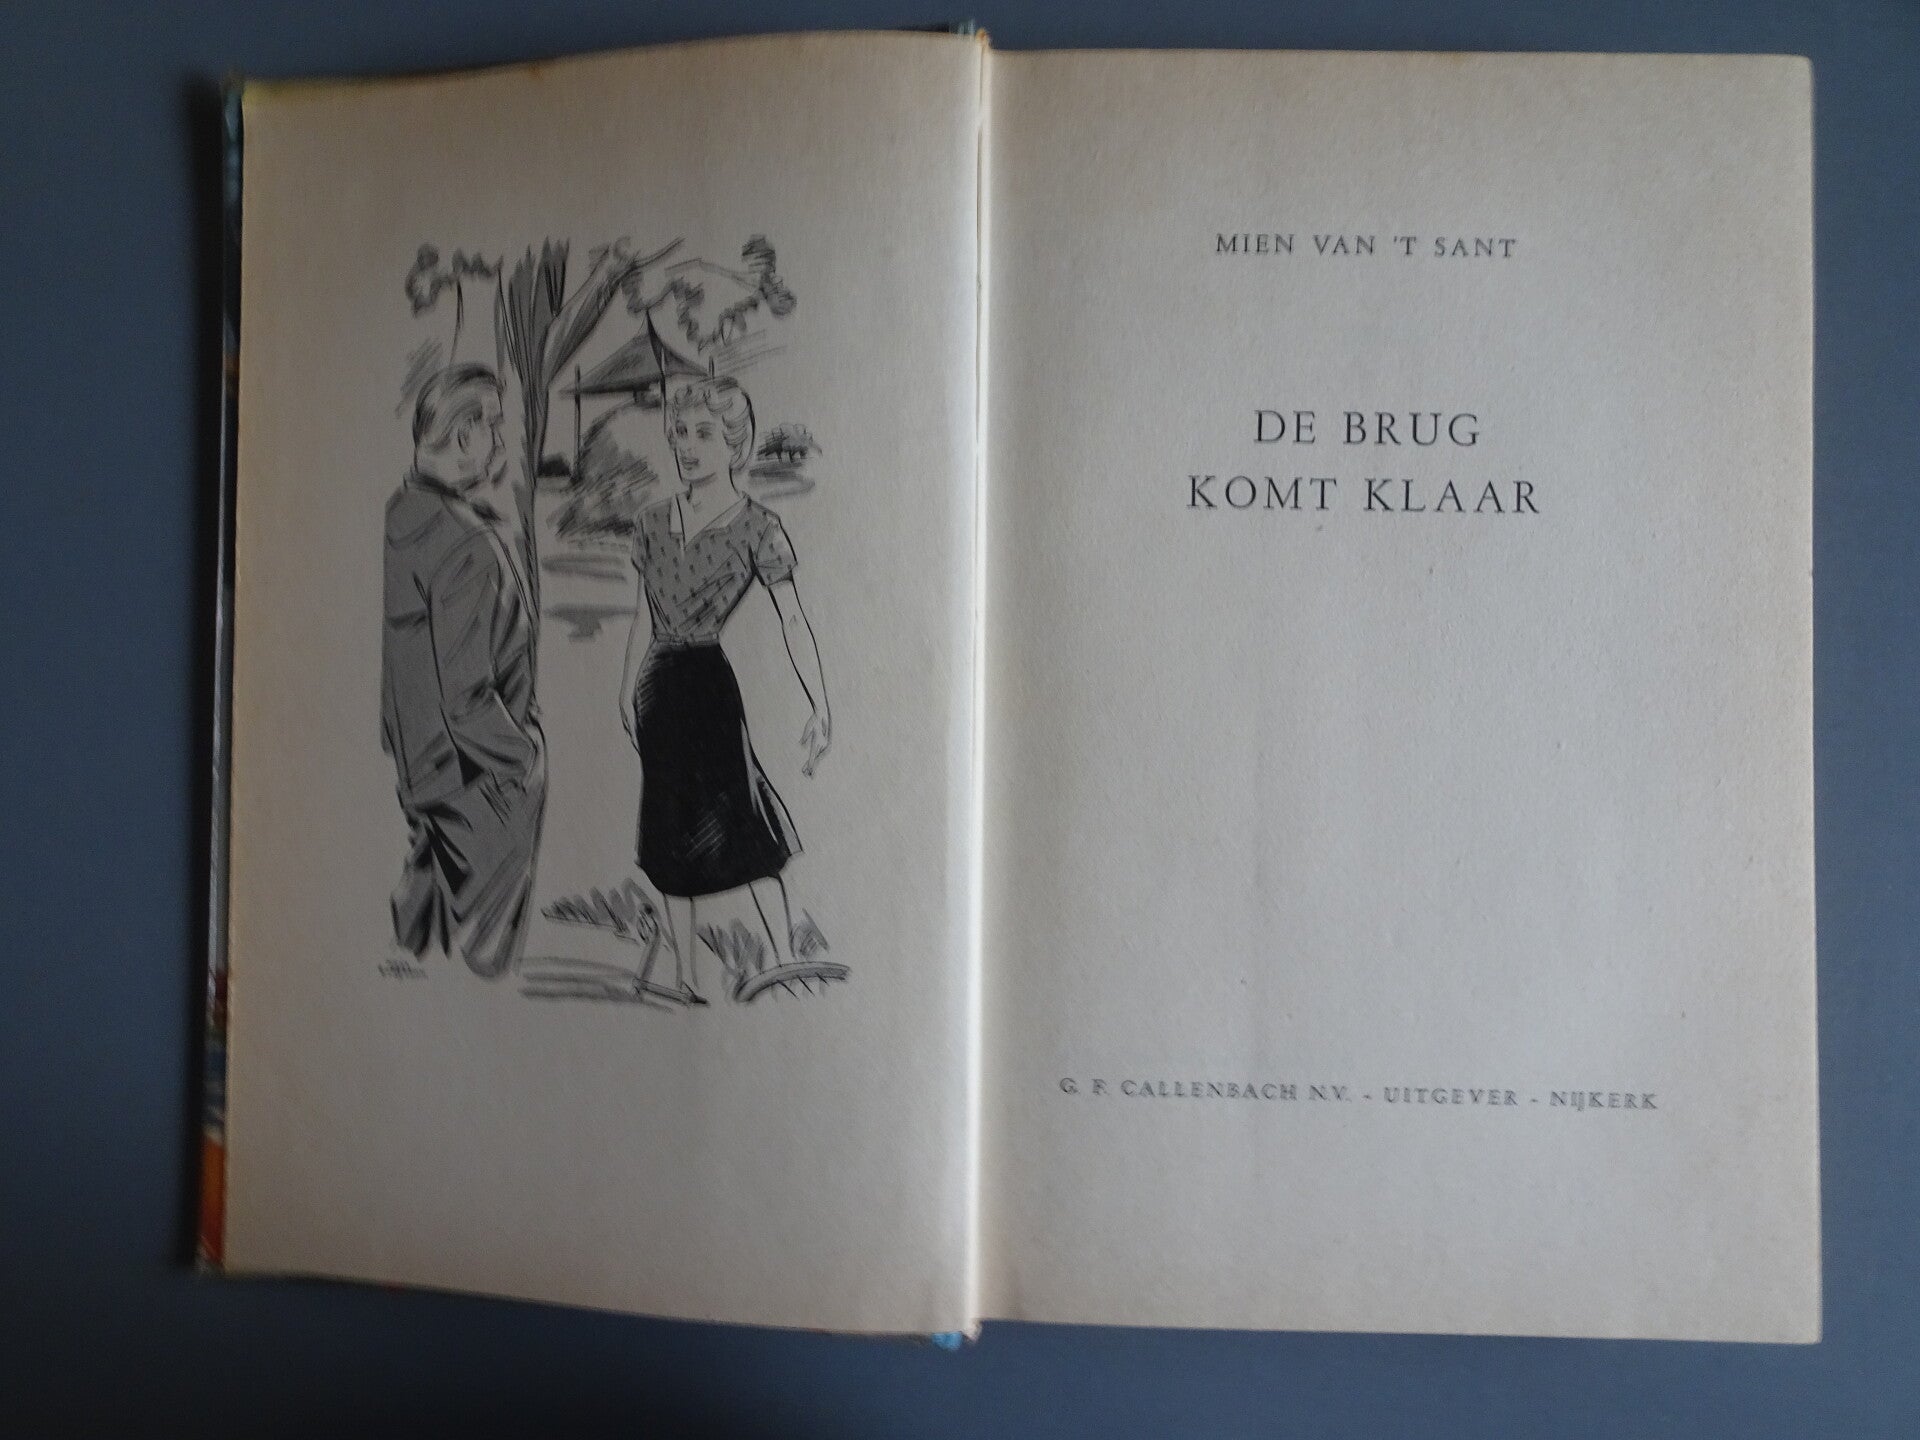 MIEN VAN 'T SANT
DE BRUG
KOMT KLAAR
G. F. CALLENBACH N.V. - UITGEVER - NIJKERK